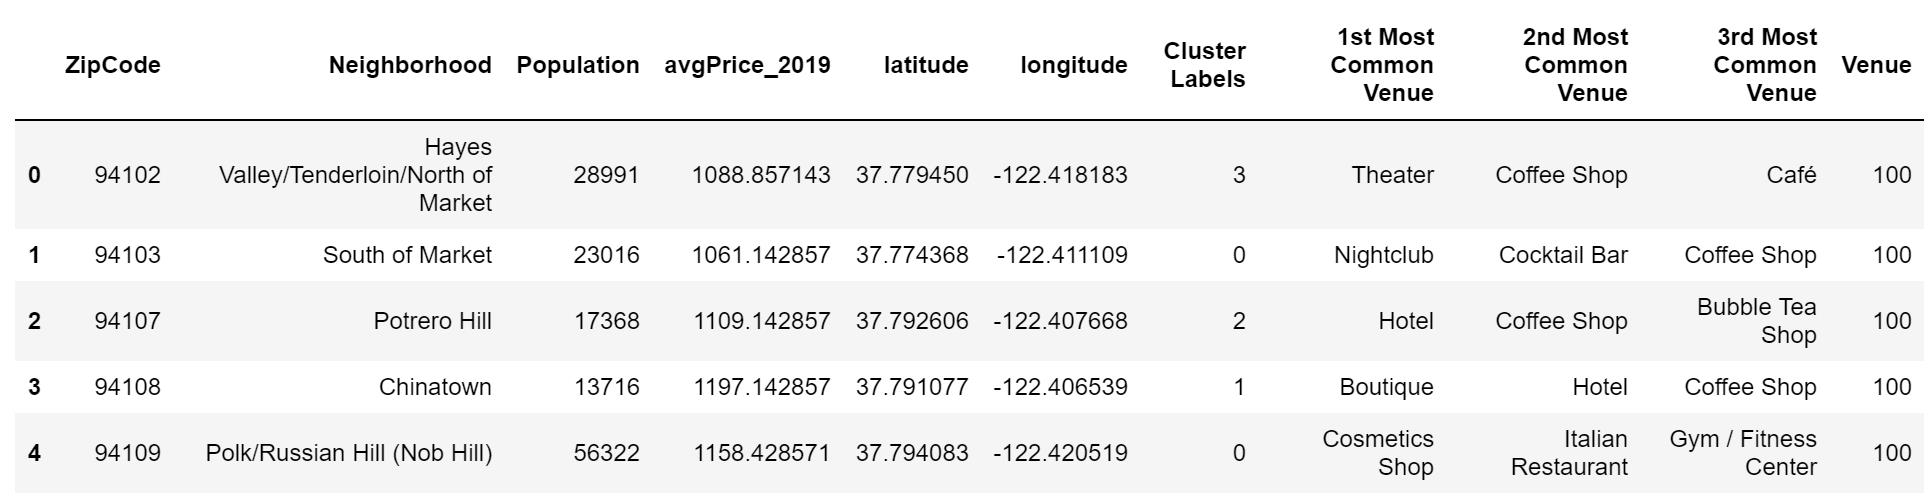 ZipCode Neighborhood Population avgPrice_2019 latitude longitude Cluster Labels 1st Most Common Venue 2nd Most Common Venue 3rd Most Common Venue Venue
0 94102 Hayes Valley/Tenderloin/North of Market 28991 1088.857143 37.779450 -122.418183 3 Theater Coffee Shop Café 100
1 94103 South of Market 23016 1061.142857 37.774368 -122.411109 0 Nightclub Cocktail Bar Coffee Shop 100
2 94107 Potrero Hill 17368 1109.142857 37.792606 -122.407668 2 Hotel Coffee Shop Bubble Tea Shop 100
3 94108 Chinatown 13716 1197.142857 37.791077 -122.406539 1 Boutique Hotel Coffee Shop 100
4 94109 Polk/Russian Hill (Nob Hill) 56322 1158.428571 37.794083 -122.420519 0 Cosmetics Shop Italian Restaurant Gym / Fitness Center 100